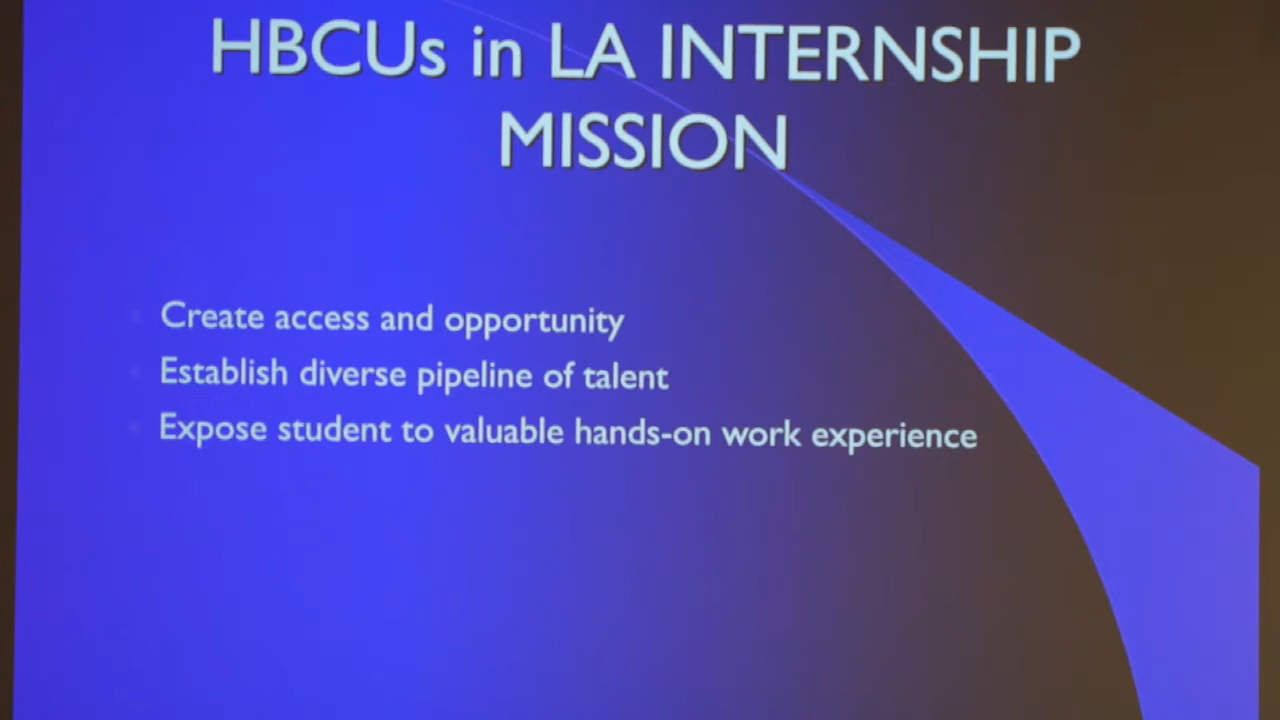 HBCUs in LA INTERNSHIP
MISSION
Create access and opportunity
Establish diverse pipeline of talent
Expose student to valuable hands-on work experience